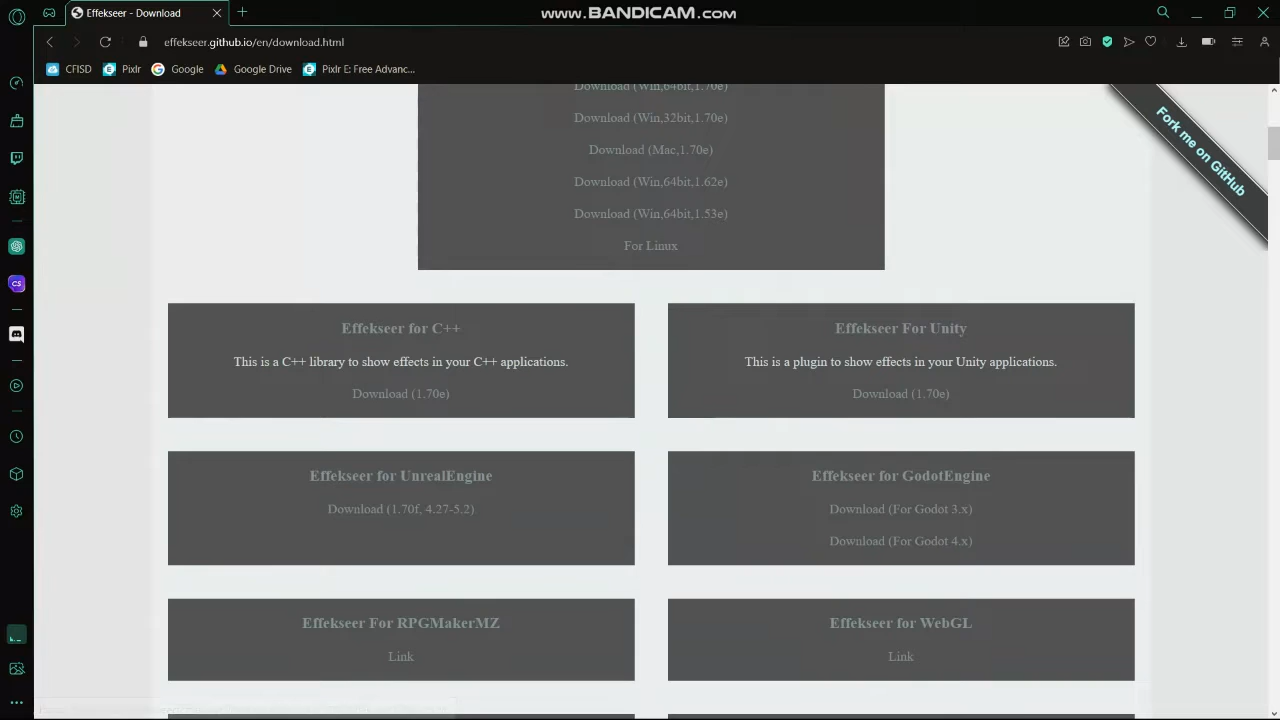 www.BANDICAM.com
Effekseer - Download
effekseer.github.io/en/download.html
CFISD
Pixlr
Google
Google Drive
Pixlr E: Free Advanc...
Download (Win,64bit,1.70e)
Download (Win,32bit,1.70e)
Download (Mac,1.70e)
Download (Win,64bit,1.62e)
Download (Win,64bit,1.53e)
For Linux
Fork me on GitHub
Effekseer for C++
This is a C++ library to show effects in your C++ applications.
Download (1.70e)
Effekseer For Unity
This is a plugin to show effects in your Unity applications.
Download (1.70e)
Effekseer for UnrealEngine
Download (1.70f, 4.27-5.2)
Effekseer for GodotEngine
Download (For Godot 3.x)
Download (For Godot 4.x)
Effekseer For RPGMakerMZ
Link
Effekseer for WebGL
Link
CS